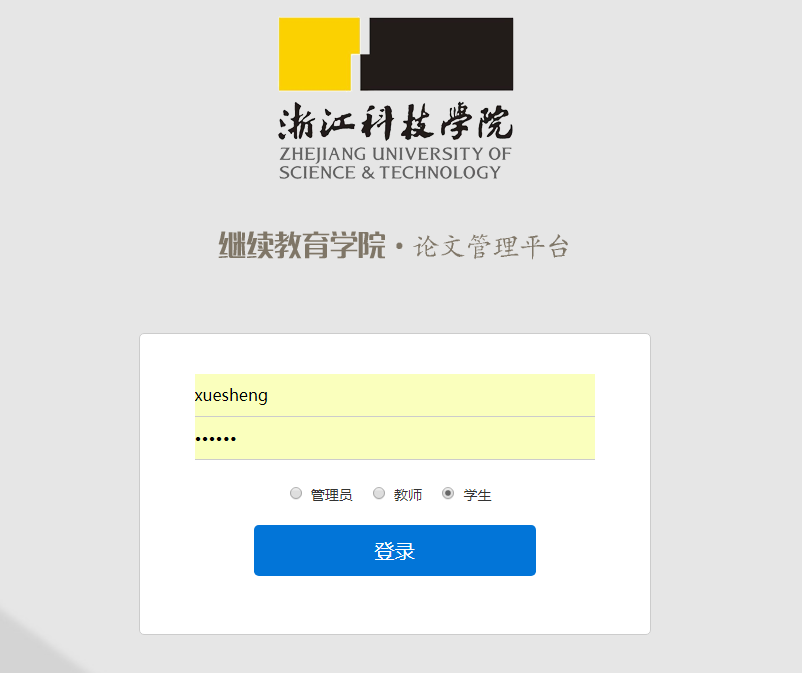 浙江科技學院
ZHEJIANG UNIVERSITY OF
SCIENCE & TECHNOLOGY
继续教育学院·论文管理平台
xuesheng
••••••
管理员 教师 学生
登录